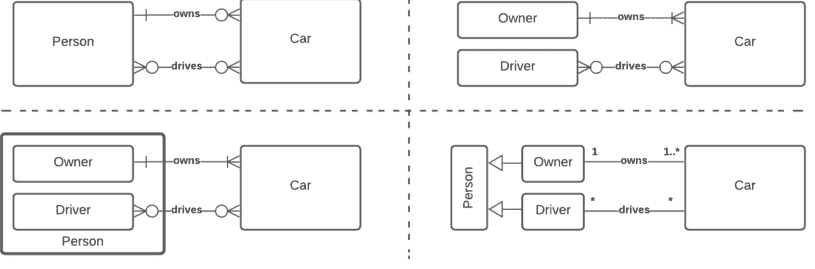 Person
owns
drives
Car
Owner
Driver
owns
drives
Car
Owner
Driver
Person
owns
drives
Car
Person
Owner
Driver
1
owns
1..*
*
drives
*
Car